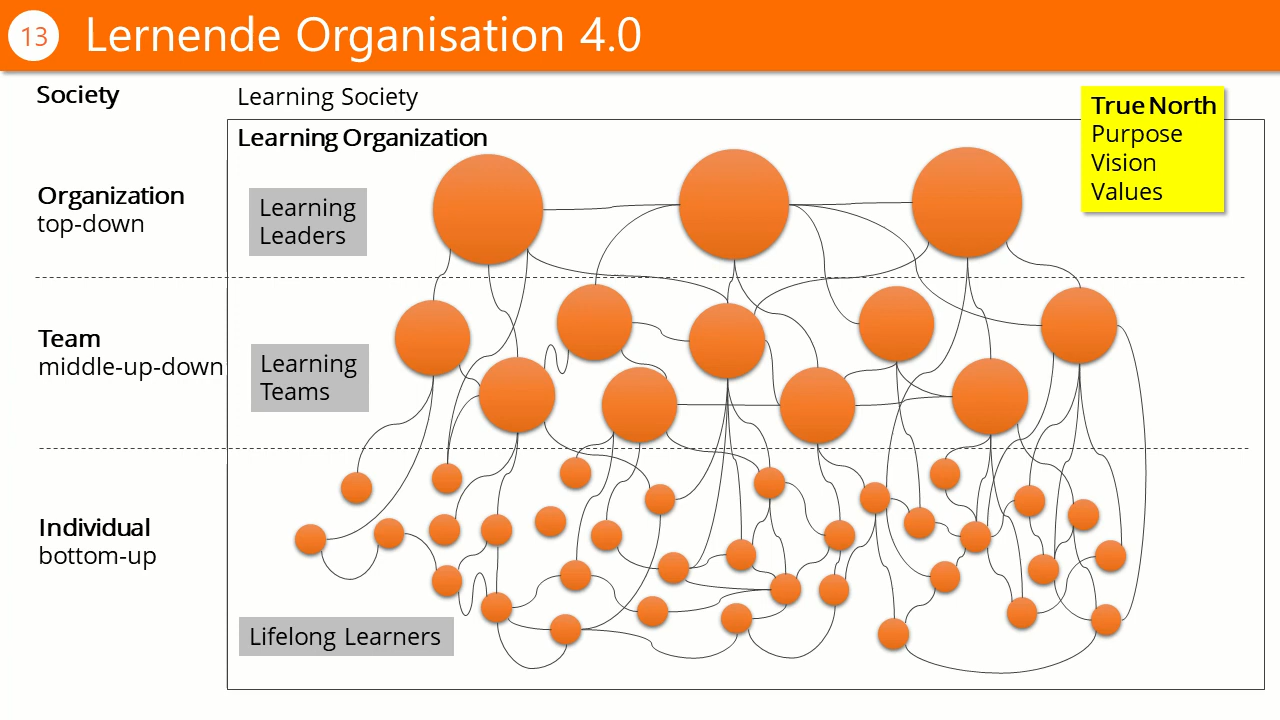 13 Lernende Organisation 4.0
Society
Learning Society
True North
Purpose
Vision
Values
Learning Organization
Organization
top-down
Learning
Leaders
Team
middle-up-down
Learning
Teams
Individual
bottom-up
Lifelong Learners